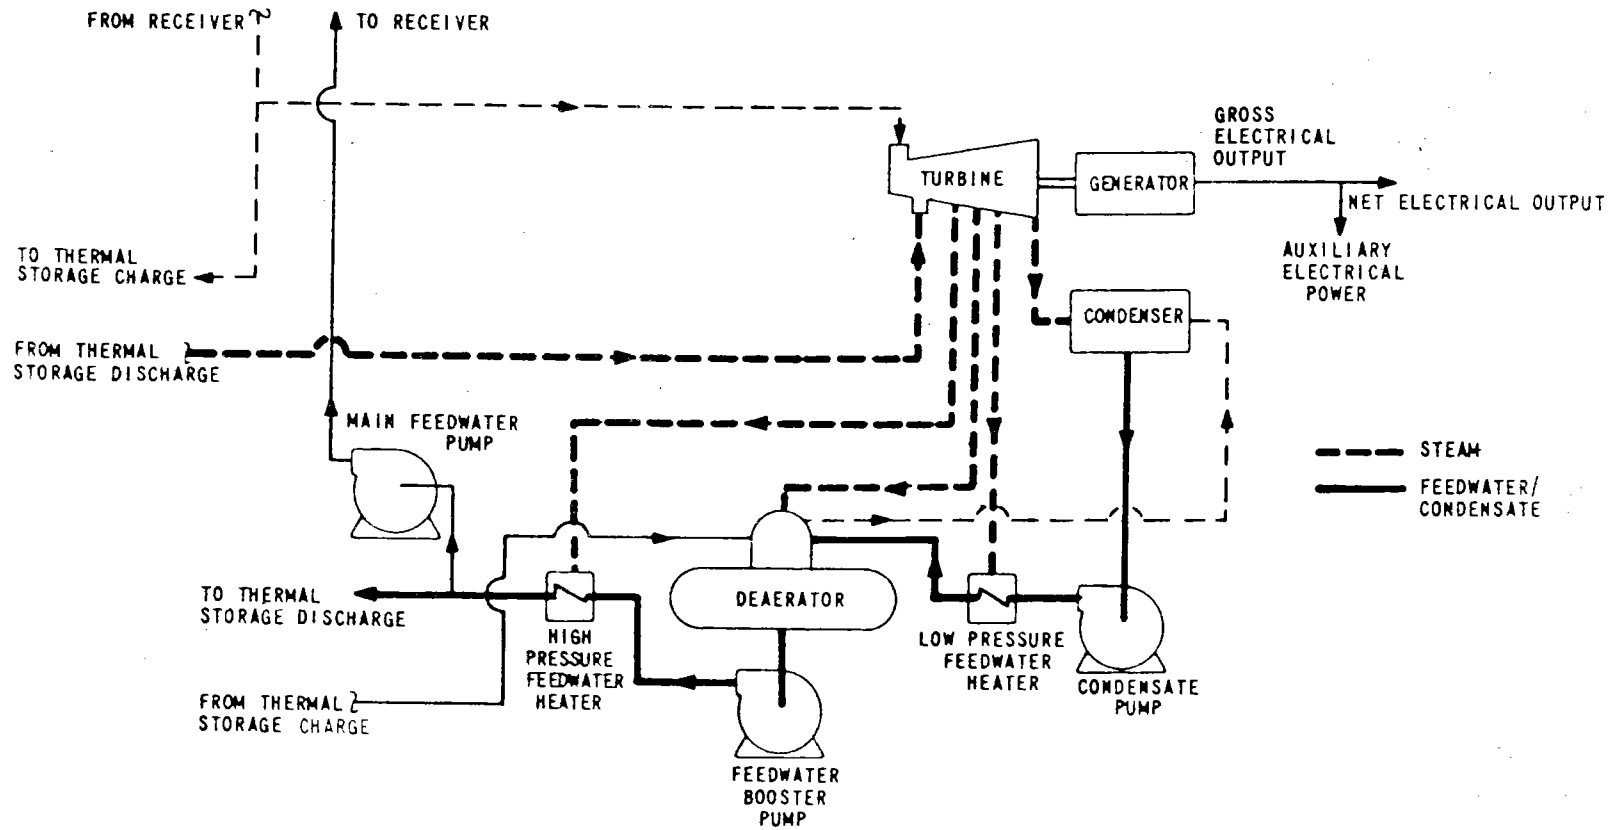 FROM RECEIVER
TO RECEIVER
GROSS
ELECTRICAL
OUTPUT
TURBINE
GENERATOR
NET ELECTRICAL OUTPUT
AUXILIARY
ELECTRICAL
POWER
TO THERMAL
STORAGE CHARGE
CONDENSER
FROM THERMAL
STORAGE DISCHARGE
MAIN FEEDWATER
PUMP
STEAM
FEEDWATER/
CONDENSATE
TO THERMAL
STORAGE DISCHARGE
DEAERATOR
HIGH
PRESSURE
FEEDWATER
HEATER
LOW PRESSURE
FEEDWATER
HEATER
CONDENSATE
PUMP
FROM THERMAL
STORAGE CHARGE
FEEDWATER
BOOSTER
PUMP